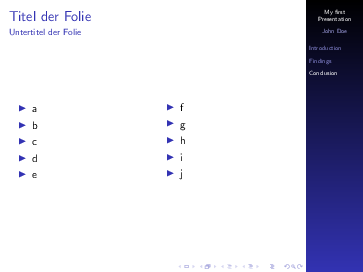 Titel der Folie
Untertitel der Folie
a
b
c
d
e
f
g
h
i
j
My first
Presentation
John Doe
Introduction
Findings
Conclusion